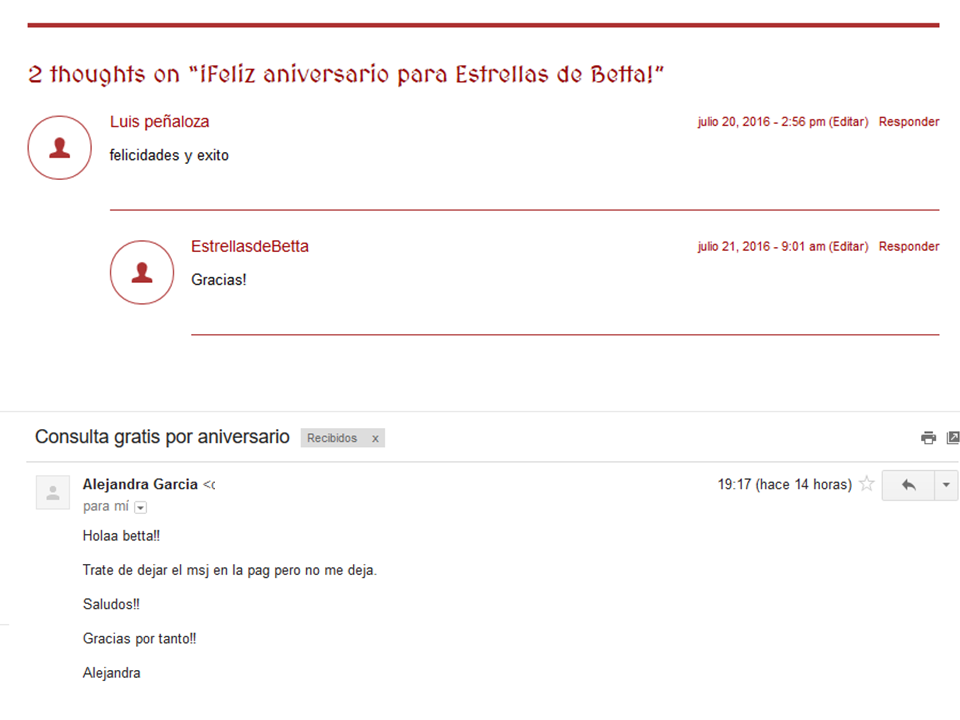 2 thoughts on “¡Feliz aniversario para Estrellas de Betta!”
Luis peñaloza
julio 20, 2016 - 2:56 pm (Editar) Responder
felicidades y exito
EstrellasdeBetta
julio 21, 2016 - 9:01 am (Editar) Responder
Gracias!
Consulta gratis por aniversario Recibidos x
Alejandra Garcia <
19:17 (hace 14 horas)
para mí
Holaa betta!!
Trate de dejar el msj en la pag pero no me deja.
Saludos!!
Gracias por tanto!!
Alejandra